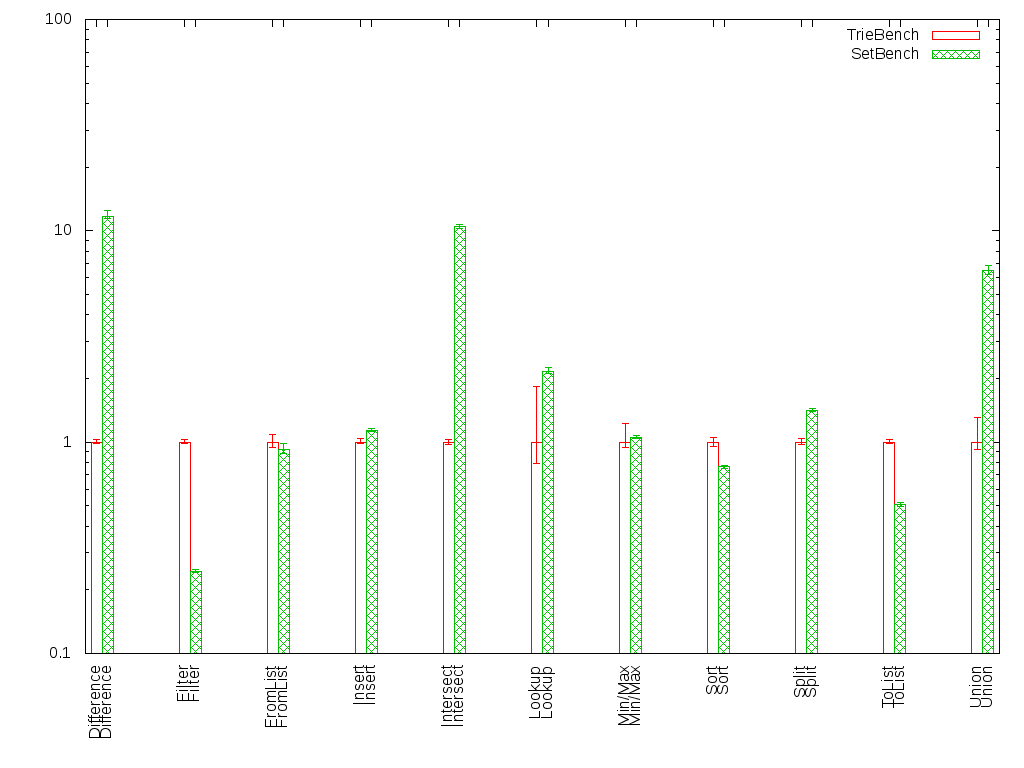 100
TrieBench
SetBench
10
1
0.1
Difference
Difference
Filter
Filter
FromList
FromList
Insert
Insert
Intersect
Intersect
Lookup
Lookup
Min/Max
Min/Max
Sort
Sort
Split
Split
ToList
ToList
Union
Union